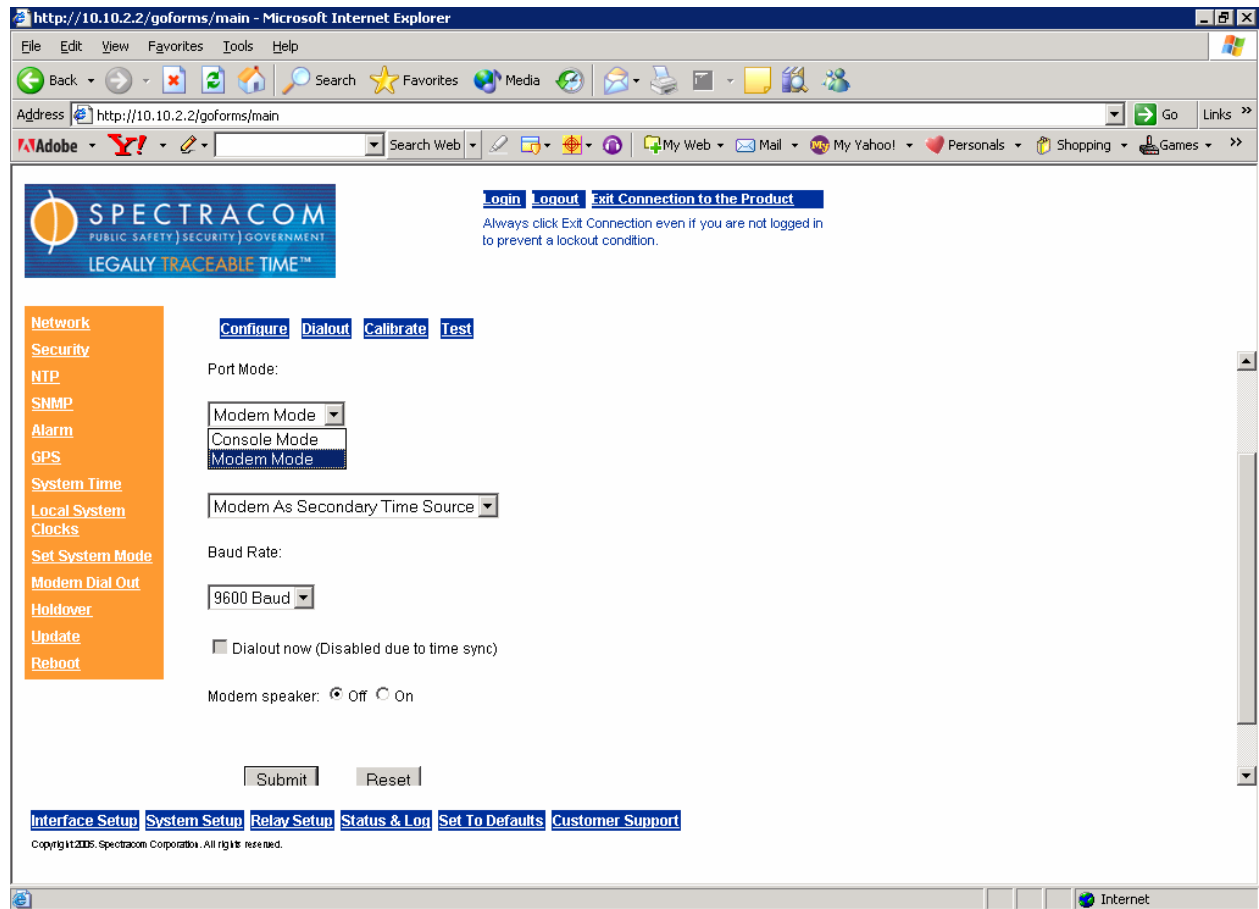 http://10.10.2.2/goforms/main - Microsoft Internet Explorer
File Edit View Favorites Tools Help
Back Search Favorites Media
Address http://10.10.2.2/goforms/main Go Links »
Adobe Y! Search Web My Web Mail My Yahoo! Personals Shopping Games »
Login Logout Exit Connection to the Product
Always click Exit Connection even if you are not logged in
to prevent a lockout condition.
SPECTRACOM
PUBLIC SAFETY ) SECURITY ) GOVERNMENT
LEGALLY TRACEABLE TIME™
Network
Security
NTP
SNMP
Alarm
GPS
System Time
Local System
Clocks
Set System Mode
Modem Dial Out
Holdover
Update
Reboot
Configure Dialout Calibrate Test
Port Mode:
Modem Mode
Console Mode
Modem Mode
Modem As Secondary Time Source
Baud Rate:
9600 Baud
Dialout now (Disabled due to time sync)
Modem speaker: Off On
Submit Reset
Interface Setup System Setup Relay Setup Status & Log Set To Defaults Customer Support
Copyright 2005. Spectracom Corporation. All rights reserved.
Internet